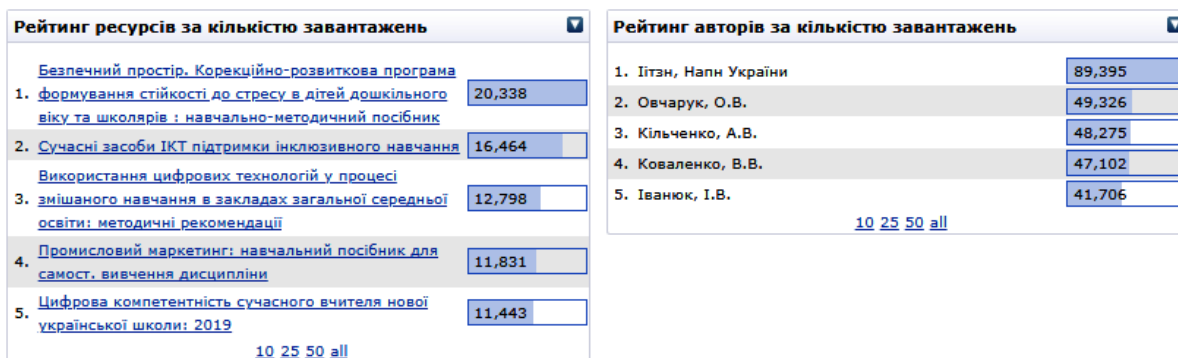 Рейтинг ресурсів за кількістю завантажень
1. Безпечний простір. Корекційно-розвиткова програма
формування стійкості до стресу в дітей дошкільного
віку та школярів : навчально-методичний посібник
20,338
2. Сучасні засоби ІКТ підтримки інклюзивного навчання 16,464
3. Використання цифрових технологій у процесі
змішаного навчання в закладах загальної середньої
освіти: методичні рекомендації
12,798
4. Промисловий маркетинг: навчальний посібник для
самост. вивчення дисципліни
11,831
5. Цифрова компетентність сучасного вчителя нової
української школи: 2019
11,443
10 25 50 all
Рейтинг авторів за кількістю завантажень
1. Іітзн, Напн України 89,395
2. Овчарук, О.В. 49,326
3. Кільченко, А.В. 48,275
4. Коваленко, В.В. 47,102
5. Іванюк, І.В. 41,706
10 25 50 all